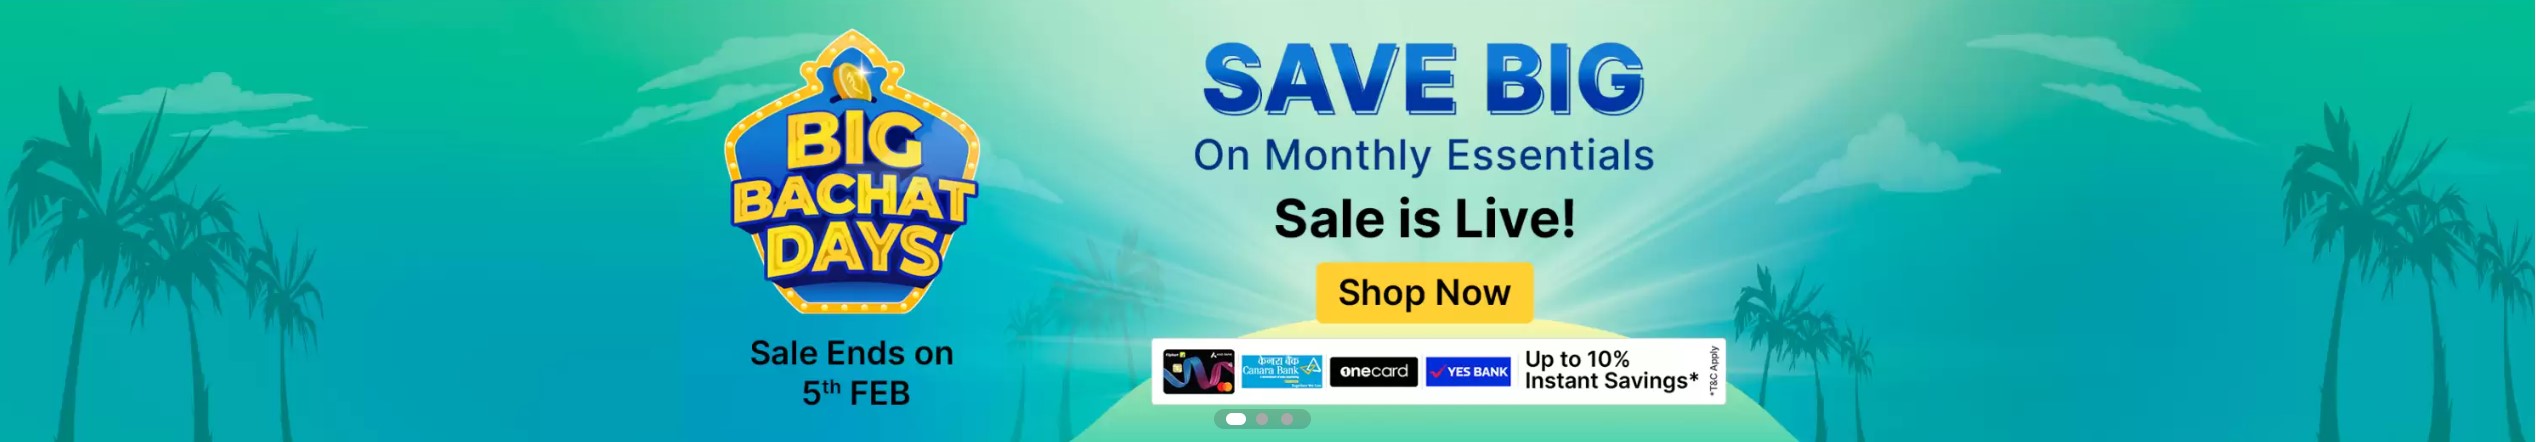 BIG
BACHAT
DAYS
Sale Ends on
5th FEB
SAVE BIG
On Monthly Essentials
Sale is Live!
Shop Now
केनरा बैंक
Canara Bank
onecard
YES BANK
Up to 10%
Instant Savings*
*T&C Apply